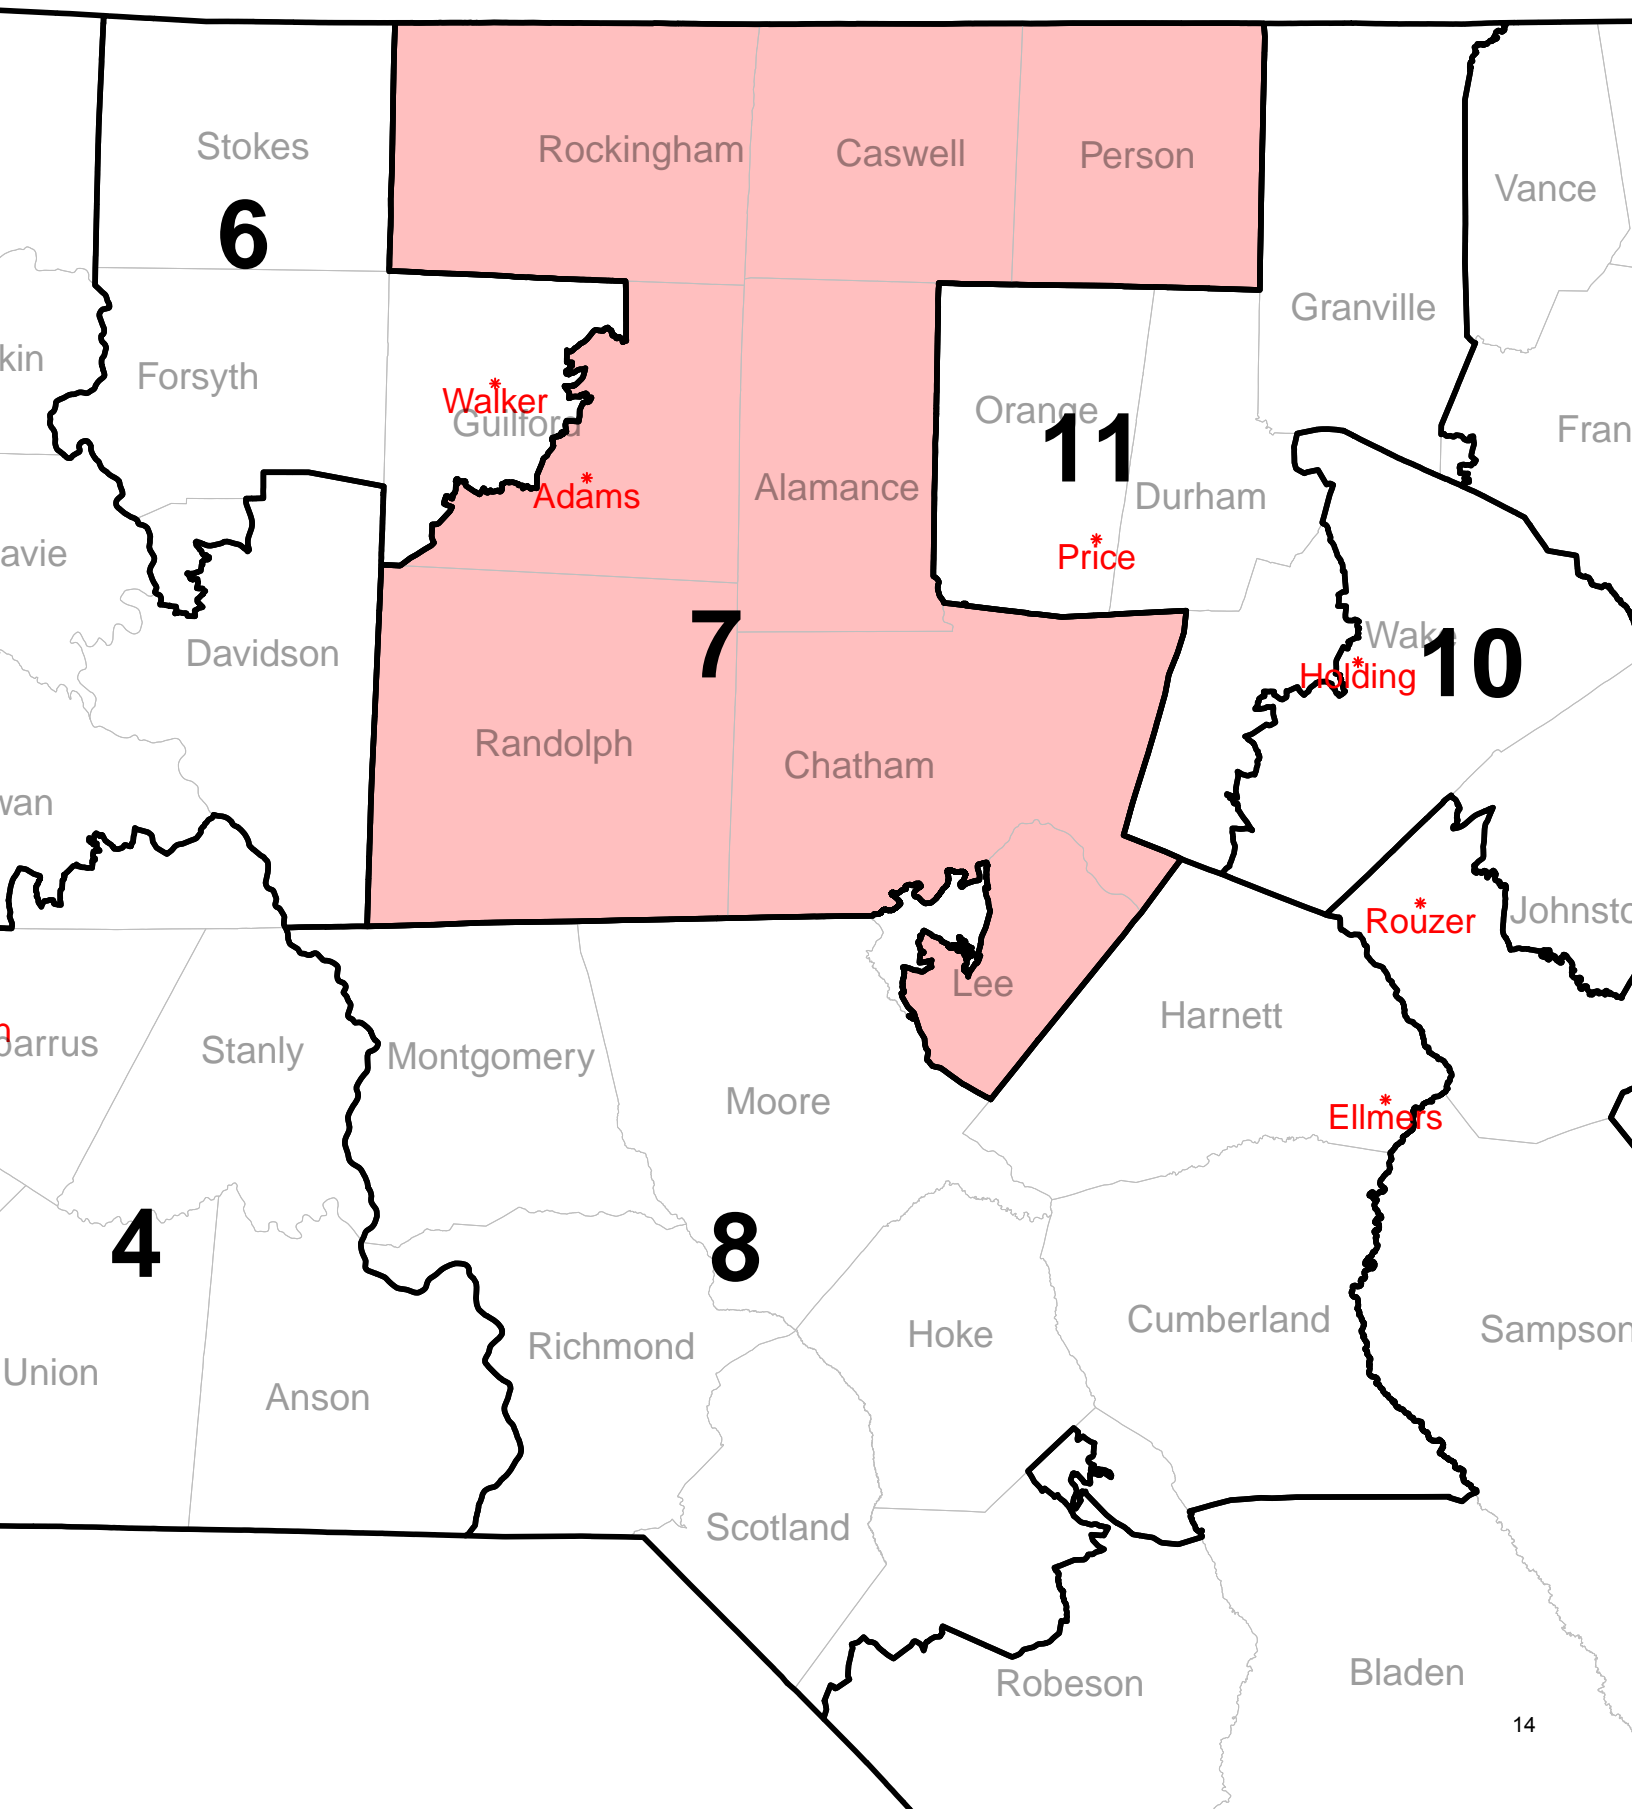 Stokes
Rockingham
Caswell
Person
Vance
6
Granville
kin
Forsyth
Walker
Guilford
Orange
11
Fran
Adams
Alamance
Durham
Price
avie
Davidson
7
Wake
Holding
10
Randolph
Chatham
wan
Rouzer
Johnsto
Lee
Harnett
barrus
Stanly
Montgomery
Moore
Ellmers
4
8
Union
Anson
Richmond
Hoke
Cumberland
Sampson
Scotland
Robeson
Bladen
14